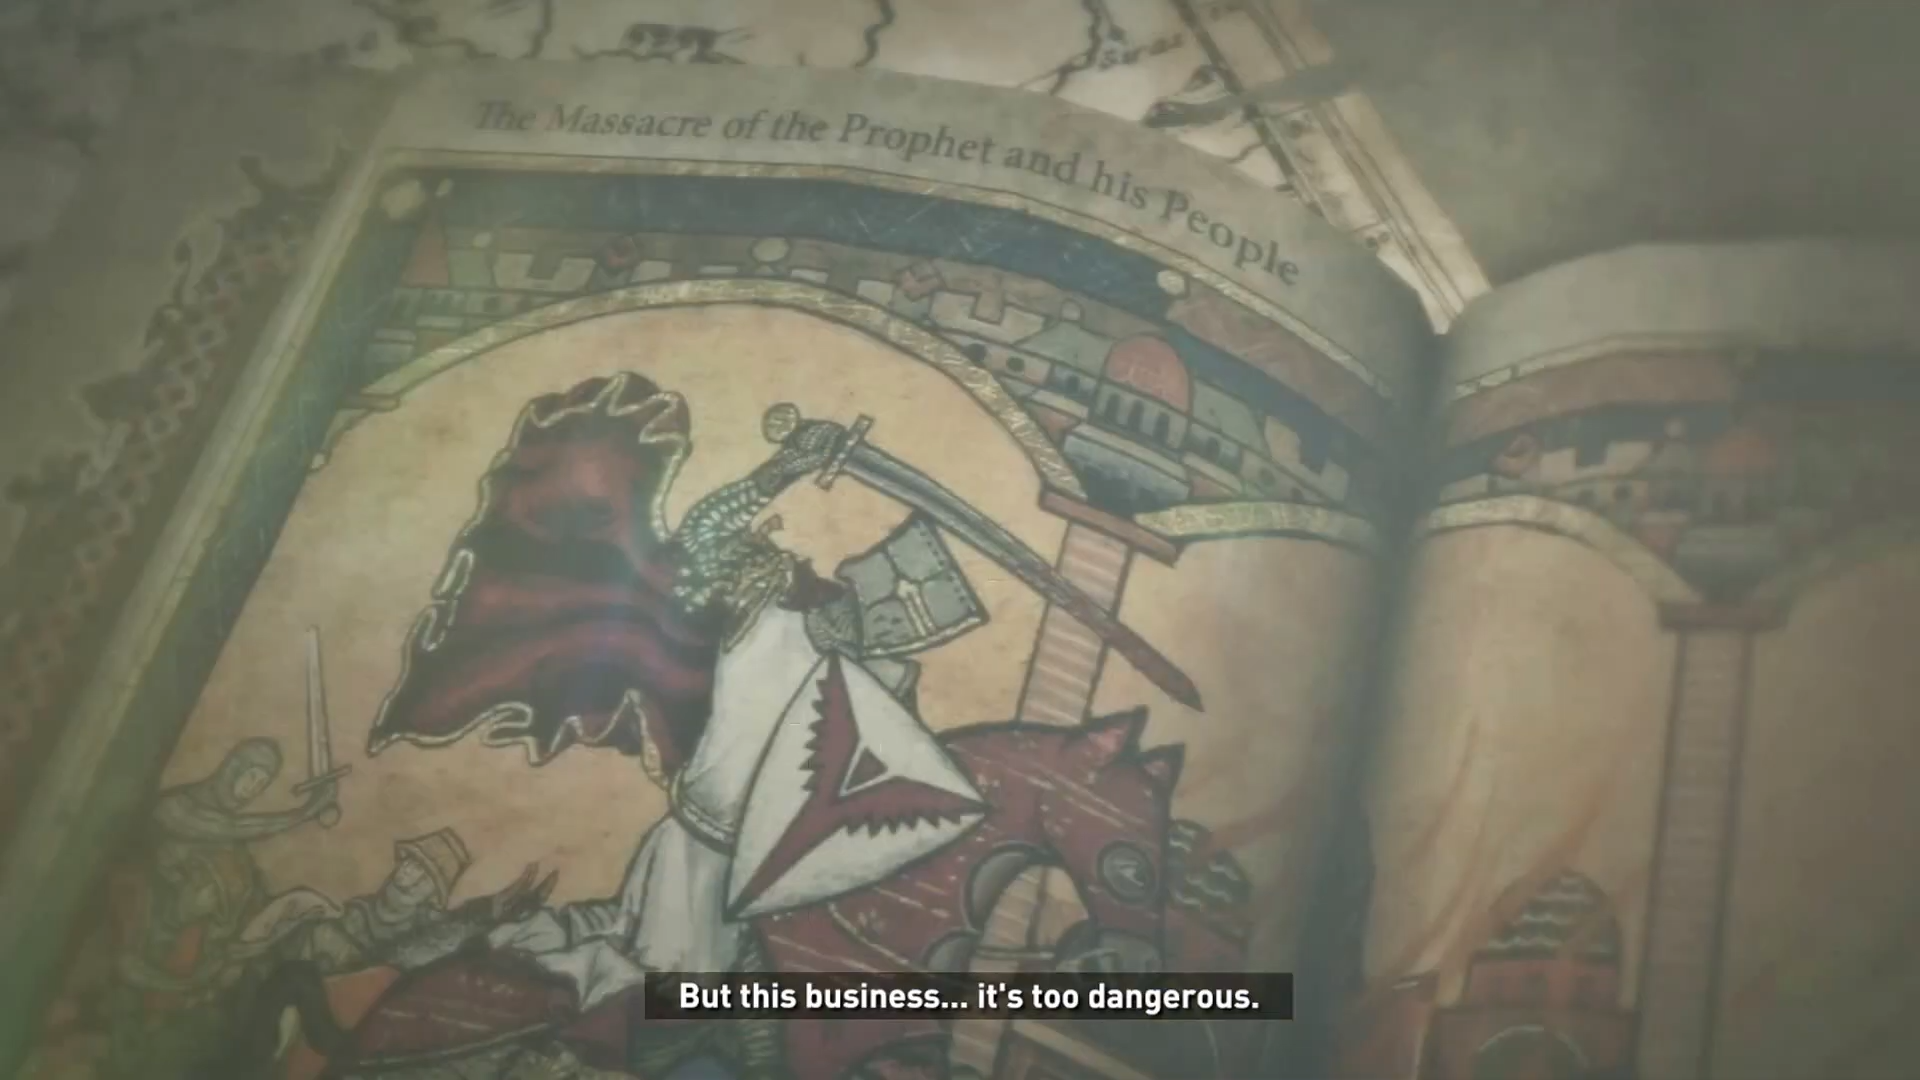 The Massacre of the Prophet and his People
But this business... it's too dangerous.